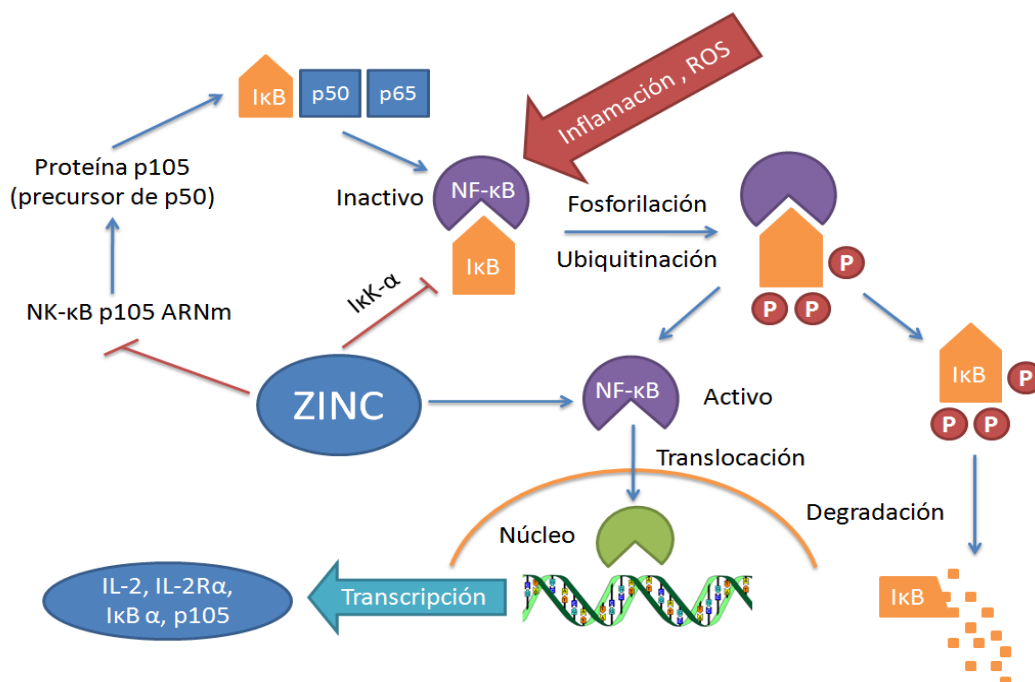 IκB
p50
p65
Inflamación , ROS
Proteína p105
(precursor de p50)
Inactivo
NF-κB
IκB
Fosforilación
Ubiquitinación
P
P
P
IκK-α
NK-κB p105 ARNm
ZINC
NF-κB
Activo
IκB
P
P
P
Translocación
Núcleo
Degradación
Transcripción
IL-2, IL-2Rα,
IκB α, p105
IκB